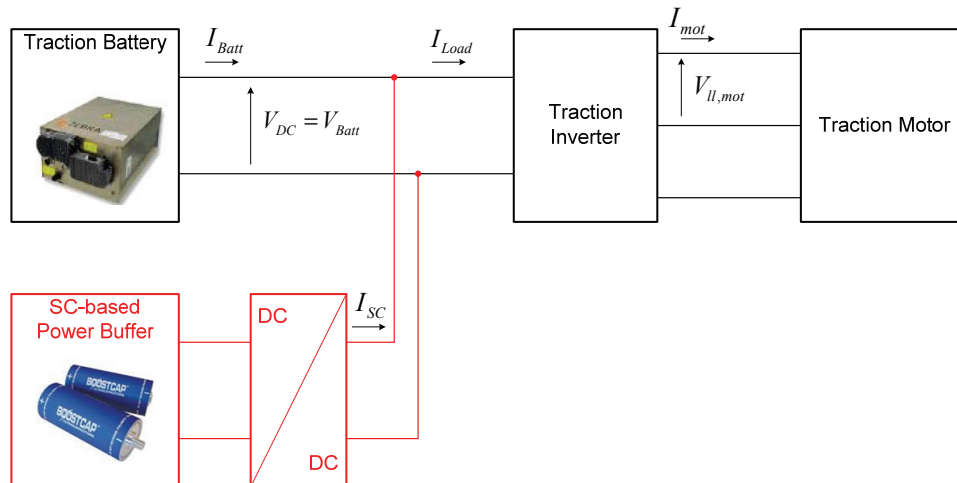 Traction Battery
I_Batt
I_Load
I_mot
V_DC = V_Batt
V_ll,mot
Traction
Inverter
Traction Motor
ZEBRA
SC-based
Power Buffer
DC
I_SC
DC
BOOSTCAP
BOOSTCAP